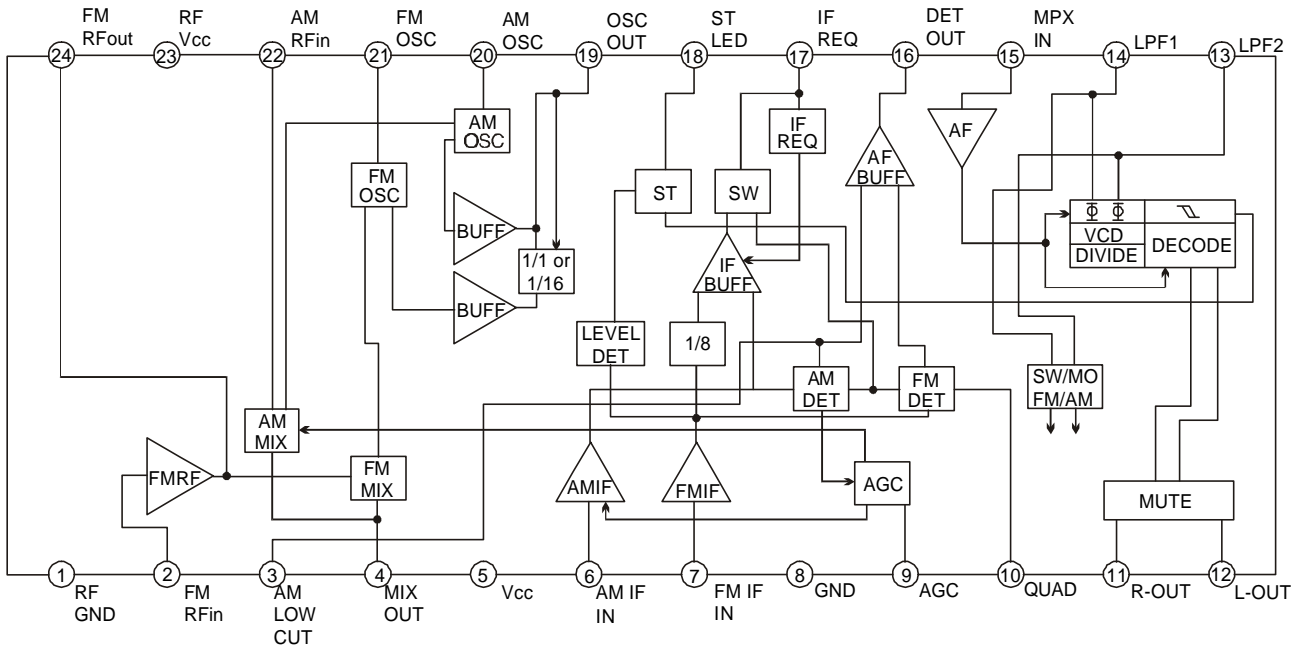 FM
RFout
RF
Vcc
AM
RFin
FM
OSC
AM
OSC
OSC
OUT
ST
LED
IF
REQ
DET
OUT
MPX
IN
LPF1
LPF2
24
23
22
21
20
19
18
17
16
15
14
13
AM
OSC
IF
REQ
AF
FM
OSC
ST
SW
AF
BUFF
BUFF
VCD
DIVIDE
DECODE
1/1 or
1/16
IF
BUFF
BUFF
LEVEL
DET
1/8
AM
DET
FM
DET
SW/MO
FM/AM
AM
MIX
FMRF
FM
MIX
AMIF
FMIF
AGC
MUTE
1
2
3
4
5
6
7
8
9
10
11
12
RF
GND
FM
RFin
AM
LOW
CUT
MIX
OUT
Vcc
AM IF
IN
FM IF
IN
GND
AGC
QUAD
R-OUT
L-OUT